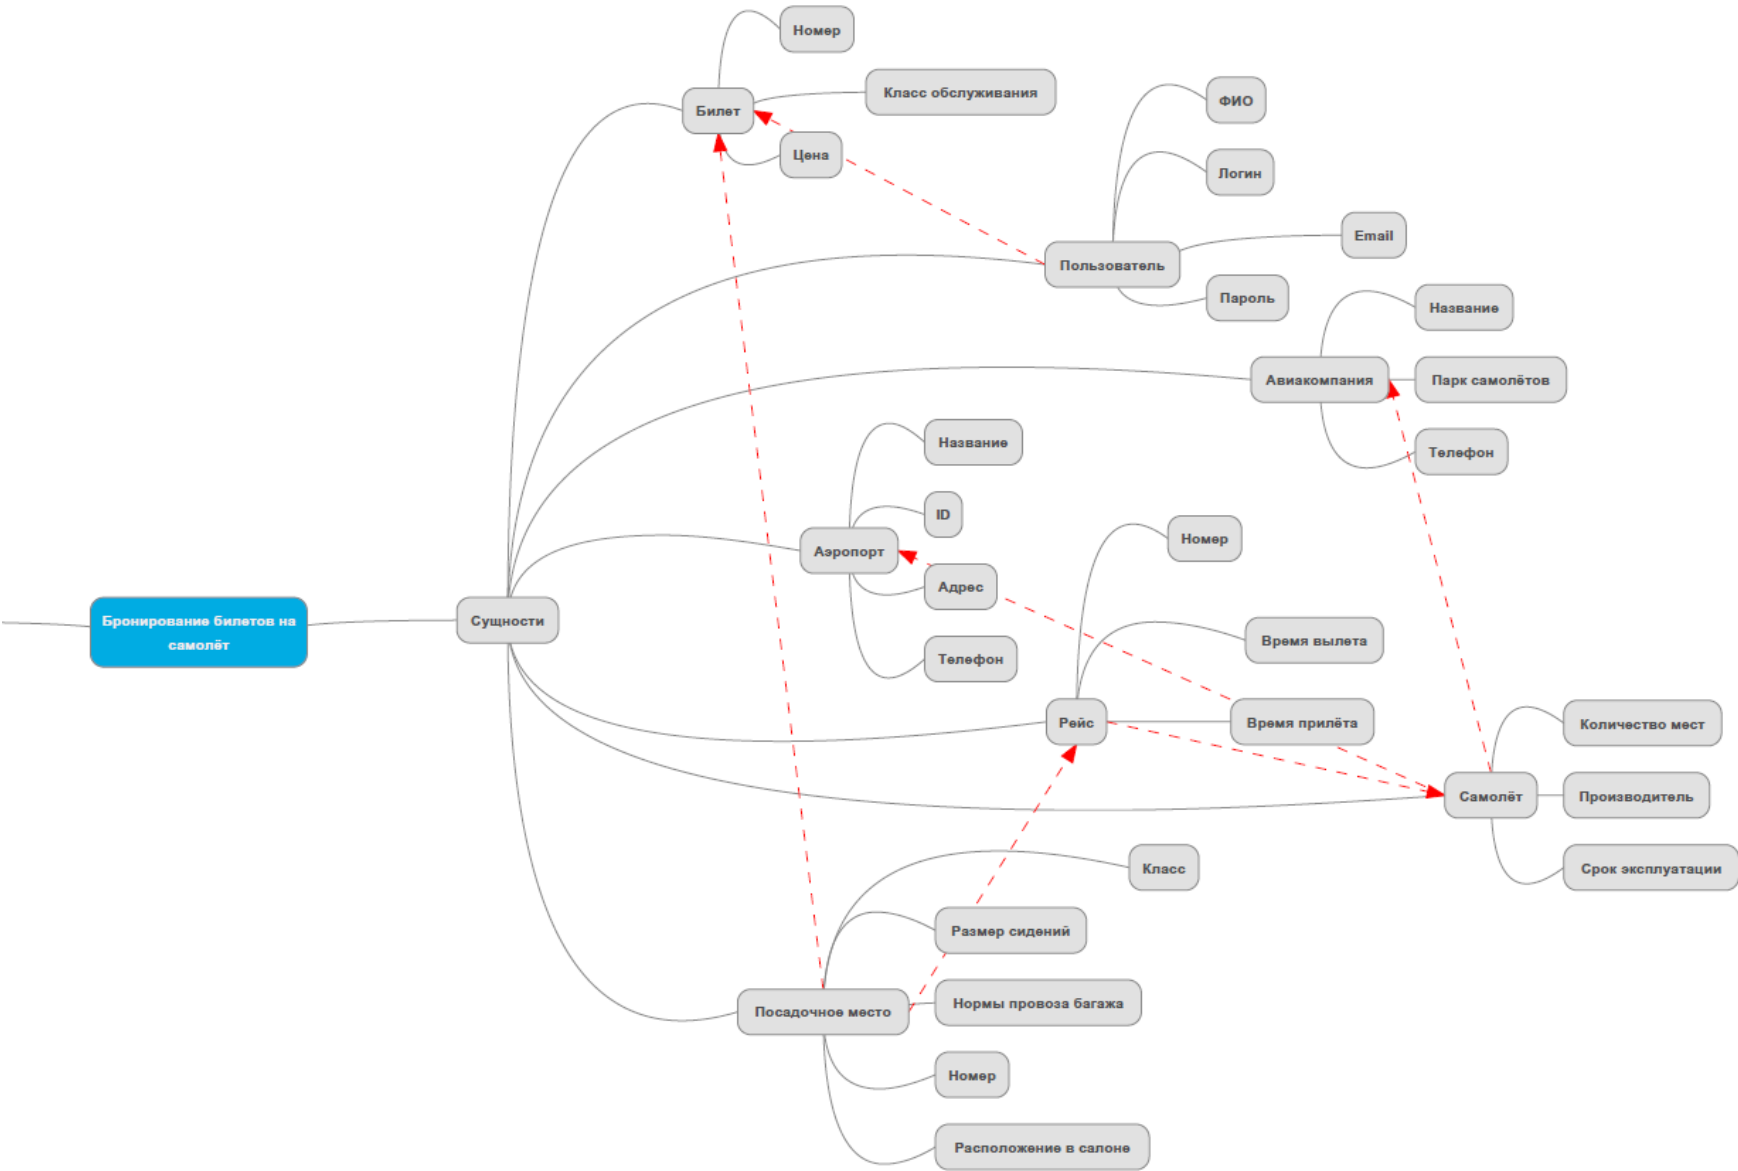 Номер
Класс обслуживания
Билет
Цена
ФИО
Логин
Email
Пользователь
Пароль
Название
Авиакомпания
Парк самолётов
Телефон
Название
ID
Аэропорт
Адрес
Телефон
Номер
Время вылета
Рейс
Время прилёта
Бронирование билетов на
самолёт
Сущности
Количество мест
Самолёт
Производитель
Срок эксплуатации
Класс
Размер сидений
Посадочное место
Нормы провоза багажа
Номер
Расположение в салоне